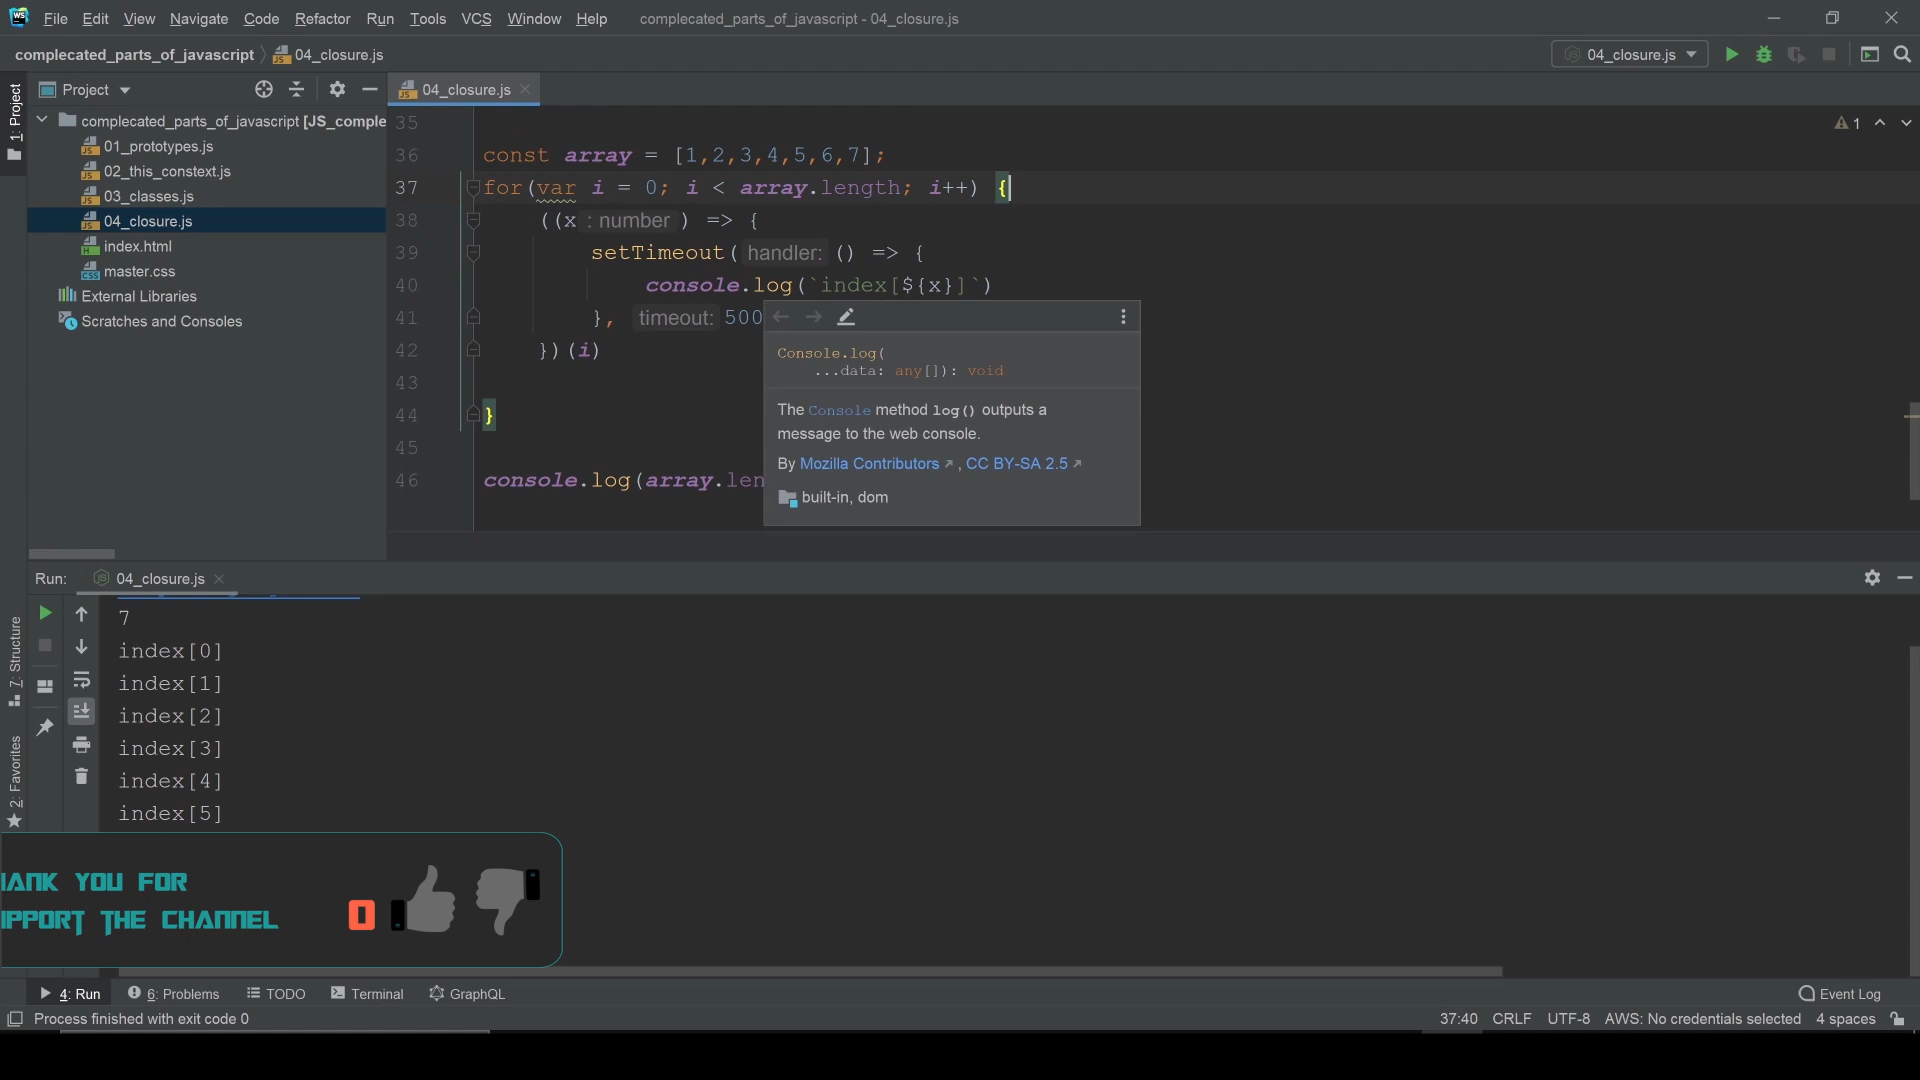 File Edit View Navigate Code Refactor Run Tools VCS Window Help complecated_parts_of_javascript - 04_closure.js
complecated_parts_of_javascript 04_closure.js 04_closure.js
1: Project
Project
complecated_parts_of_javascript [JS_comple
01_prototypes.js
02_this_constext.js
03_classes.js
04_closure.js
index.html
master.css
External Libraries
Scratches and Consoles
04_closure.js
1
35
36 const array = [1,2,3,4,5,6,7];
37 for(var i = 0; i < array.length; i++) {
38 ((x : number ) => {
39 setTimeout( handler: () => {
40 console.log(`index[${x}]`)
41 }, timeout: 500
42 })(i)
43
44 }
45
46 console.log(array.len
Console.log(
...data: any[]): void
The Console method log() outputs a
message to the web console.
By Mozilla Contributors , CC BY-SA 2.5
built-in, dom
Run: 04_closure.js
7
index[0]
index[1]
index[2]
index[3]
index[4]
index[5]
7: Structure
2: Favorites
ANK YOU FOR
PPORT THE CHANNEL
0
4: Run 6: Problems TODO Terminal GraphQL Event Log
Process finished with exit code 0 37:40 CRLF UTF-8 AWS: No credentials selected 4 spaces